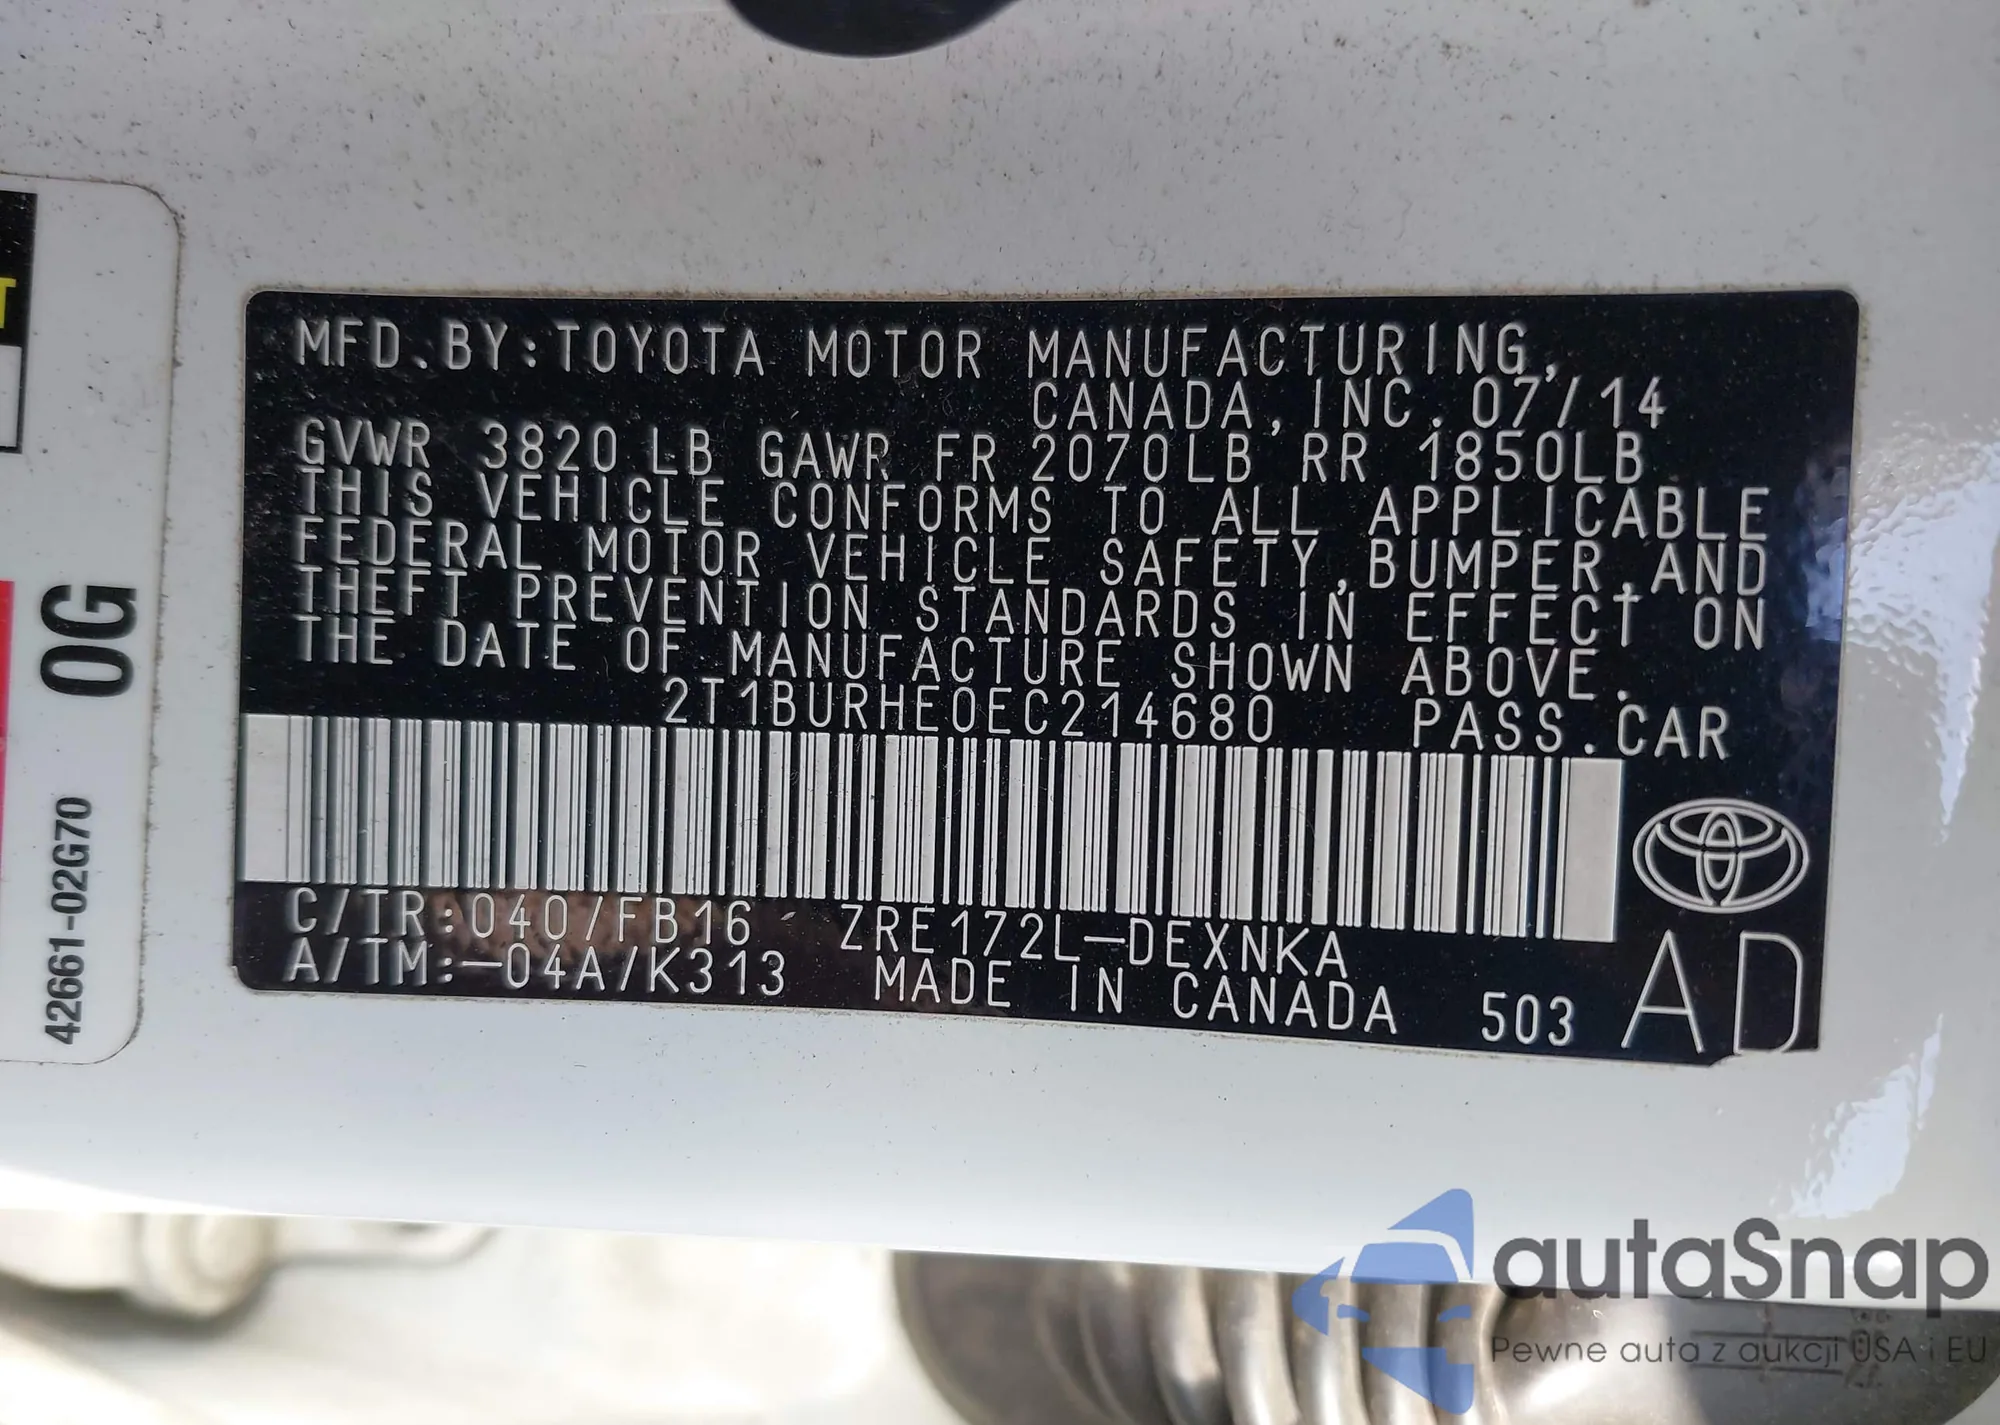 MFD.BY:TOYOTA MOTOR MANUFACTURING,
CANADA,INC.07/14
GVWR 3820LB GAWR FR 2070LB RR 1850LB
THIS VEHICLE CONFORMS TO ALL APPLICABLE
FEDERAL MOTOR VEHICLE SAFETY,BUMPER,AND
THEFT PREVENTION STANDARDS IN EFFECT ON
THE DATE OF MANUFACTURE SHOWN ABOVE.
2T1BURHE0EC214680 PASS.CAR
C/TR:040/FB16 ZRE172L-DEXNKA
A/TM:-04A/K313 MADE IN CANADA 503 AD
T
0G
42661-02G70
autaSnap
Pewne auta z aukcji USA i EU